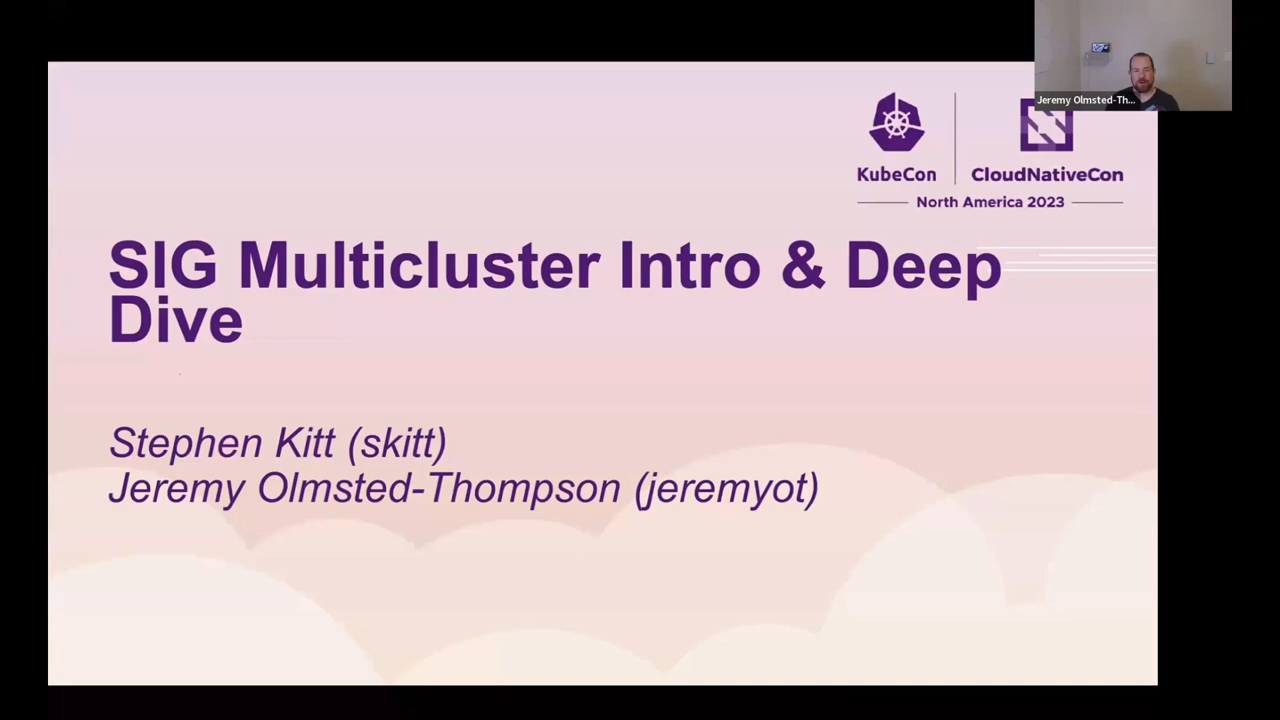 Jeremy Olmsted-Th...
KubeCon
CloudNativeCon
North America 2023
SIG Multicluster Intro & Deep
Dive
Stephen Kitt (skitt)
Jeremy Olmsted-Thompson (jeremyot)